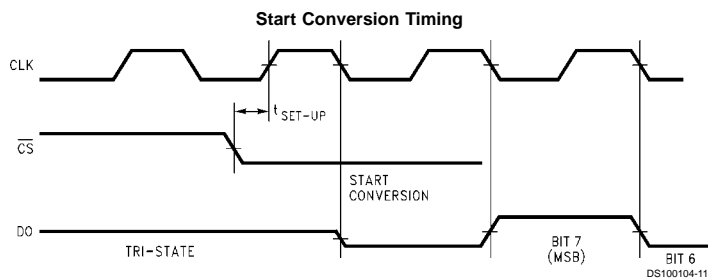 Start Conversion Timing
CLK
t SET-UP
CS
START
CONVERSION
DO
TRI-STATE
BIT 7
(MSB)
BIT 6
DS100104-11